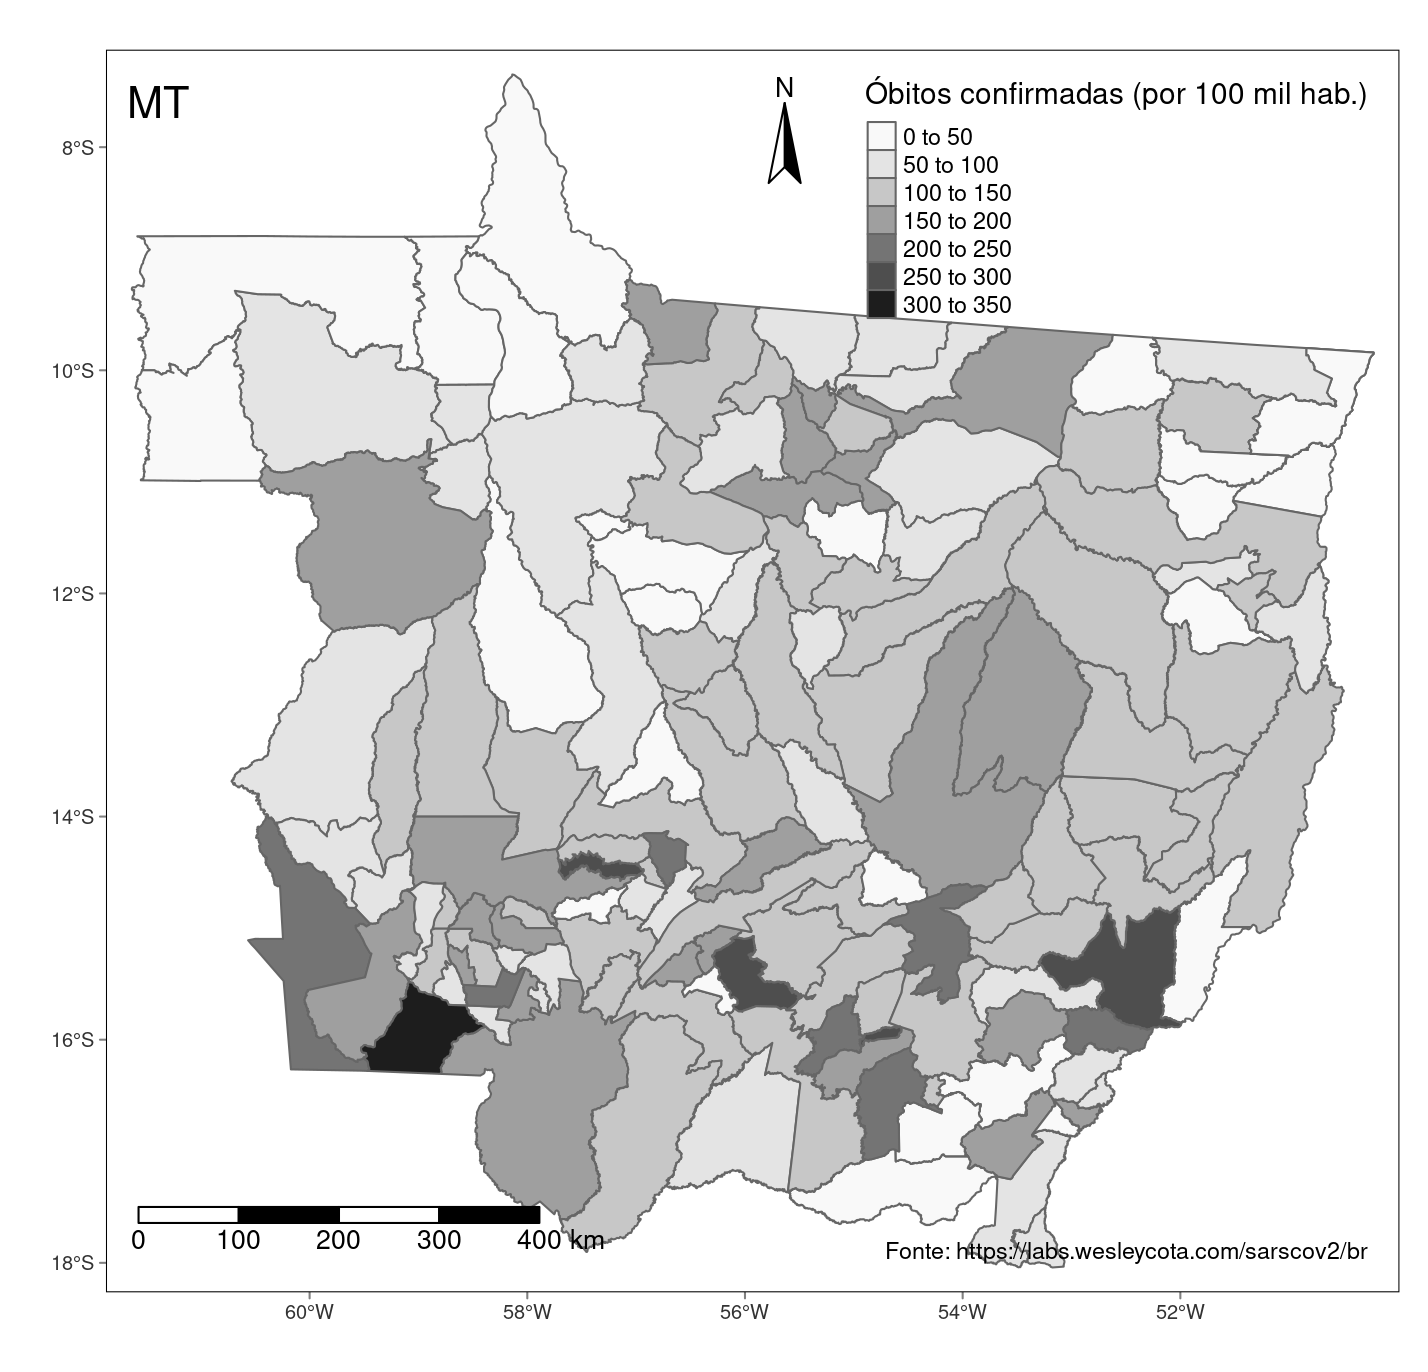 MT
N
Óbitos confirmadas (por 100 mil hab.)
0 to 50
50 to 100
100 to 150
150 to 200
200 to 250
250 to 300
300 to 350
8°S
10°S
12°S
14°S
16°S
18°S
0 100 200 300 400 km
Fonte: https://labs.wesleycota.com/sarscov2/br
60°W 58°W 56°W 54°W 52°W